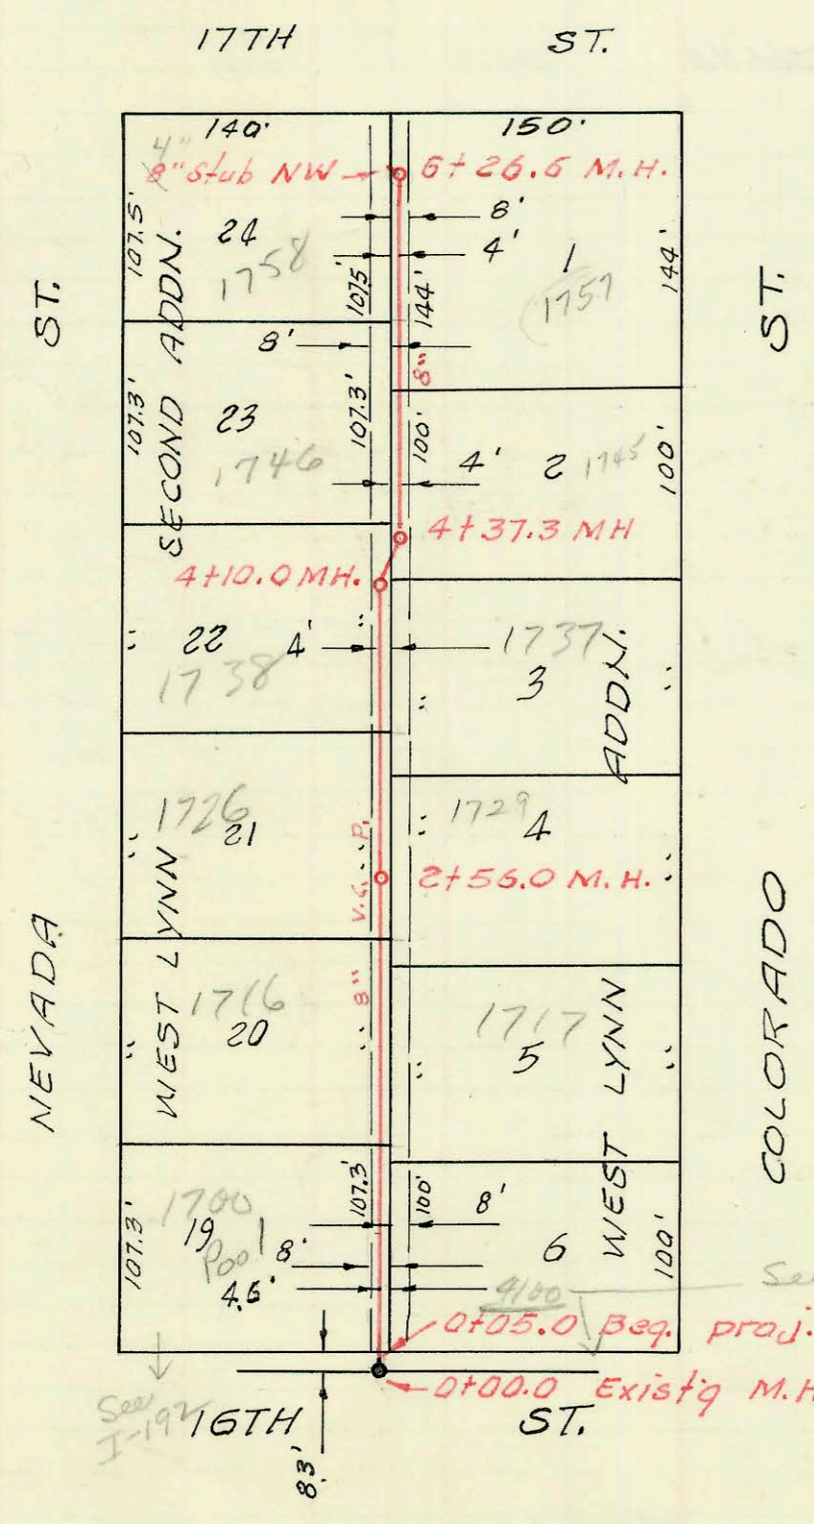 17TH ST.
140' 150'
4"
8" Stub NW 6+26.6 M.H.
107.5' 8'
24 4' 1
1758 107.5' 144' 1757 144'
ST. ST.
8' 8"
107.3' 23 107.3' 100' 4' 2 1745 100'
1746
SECOND ADDN.
4+37.3 MH
4+10.0 MH.
" 22 4' " 1737
1738 " 3 "
ADDN.
1726 1729
" 21 V.C. " P. " 4
2+56.0 M.H. "
WEST LYNN
NEVADA COLORADO
1716 8" 1717
" 20 " " 5 "
WEST LYNN
1700 107.3' 100' 8'
107.3' 19 8' 6 100'
Pool
4.6' 4100 See
0+05.0 Beg. proj.
0+00.0 Exist'g M.H
See
I-192
16TH ST.
83'